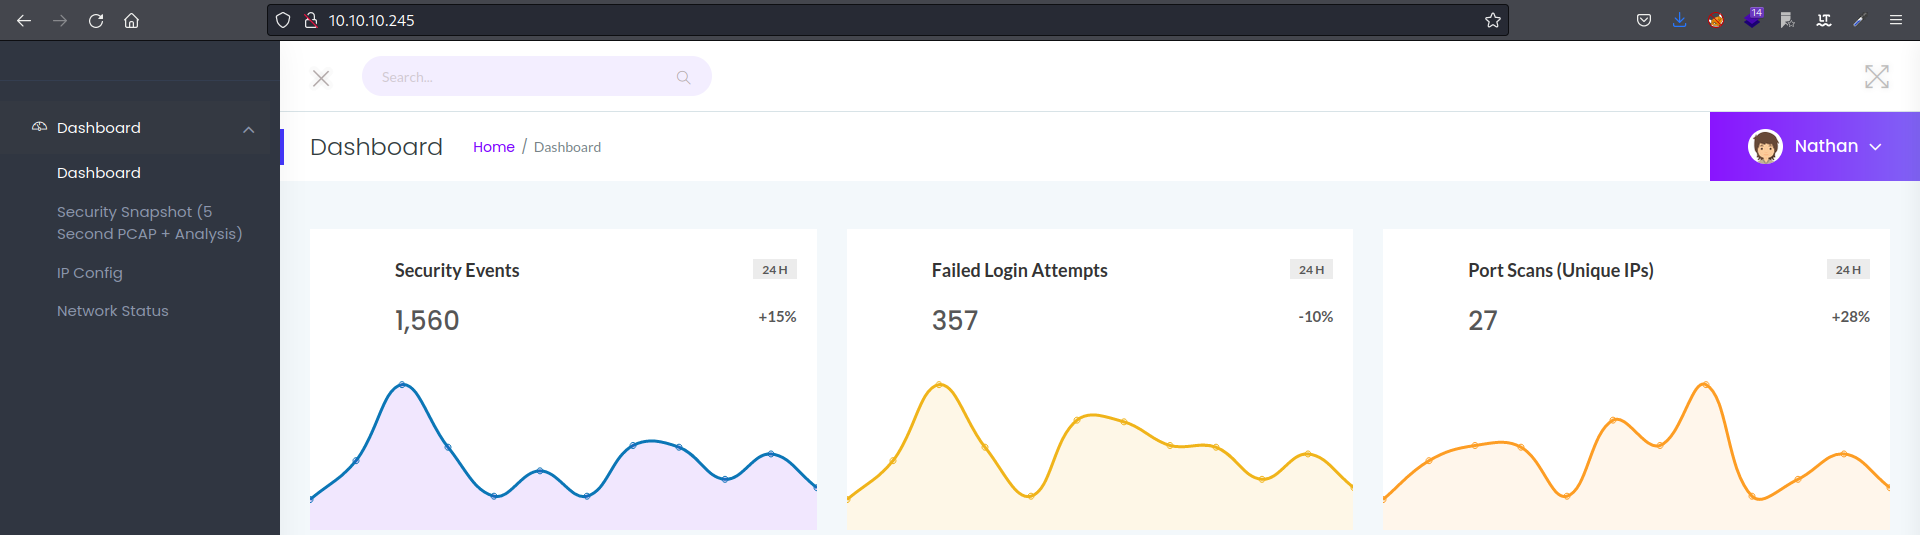 10.10.10.245
14
Search...
Dashboard
Dashboard
Security Snapshot (5
Second PCAP + Analysis)
IP Config
Network Status
Dashboard
Home / Dashboard
Nathan
Security Events
24 H
1,560
+15%
Failed Login Attempts
24 H
357
-10%
Port Scans (Unique IPs)
24 H
27
+28%